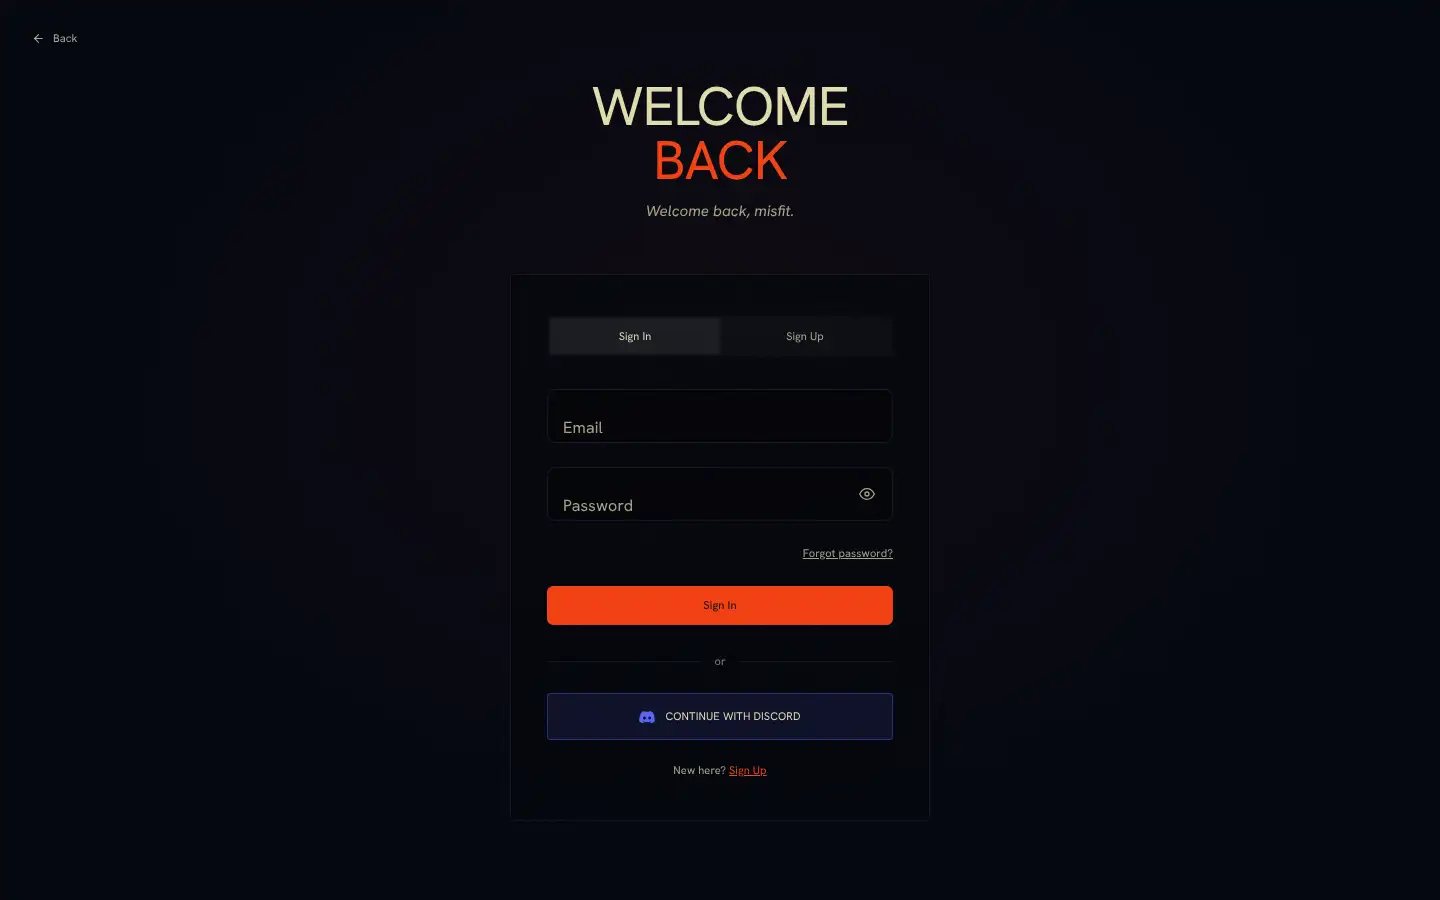 Back
WELCOME
BACK
Welcome back, misfit.
Sign In
Sign Up
Email
Password
Forgot password?
Sign In
or
CONTINUE WITH DISCORD
New here? Sign Up